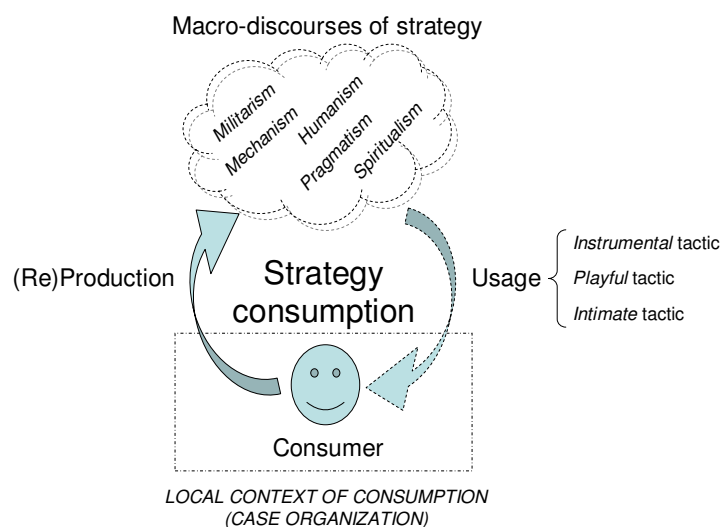 Macro-discourses of strategy
Militarism
Mechanism
Humanism
Pragmatism
Spiritualism
(Re)Production
Strategy
consumption
Usage
Instrumental tactic
Playful tactic
Intimate tactic
Consumer
LOCAL CONTEXT OF CONSUMPTION
(CASE ORGANIZATION)